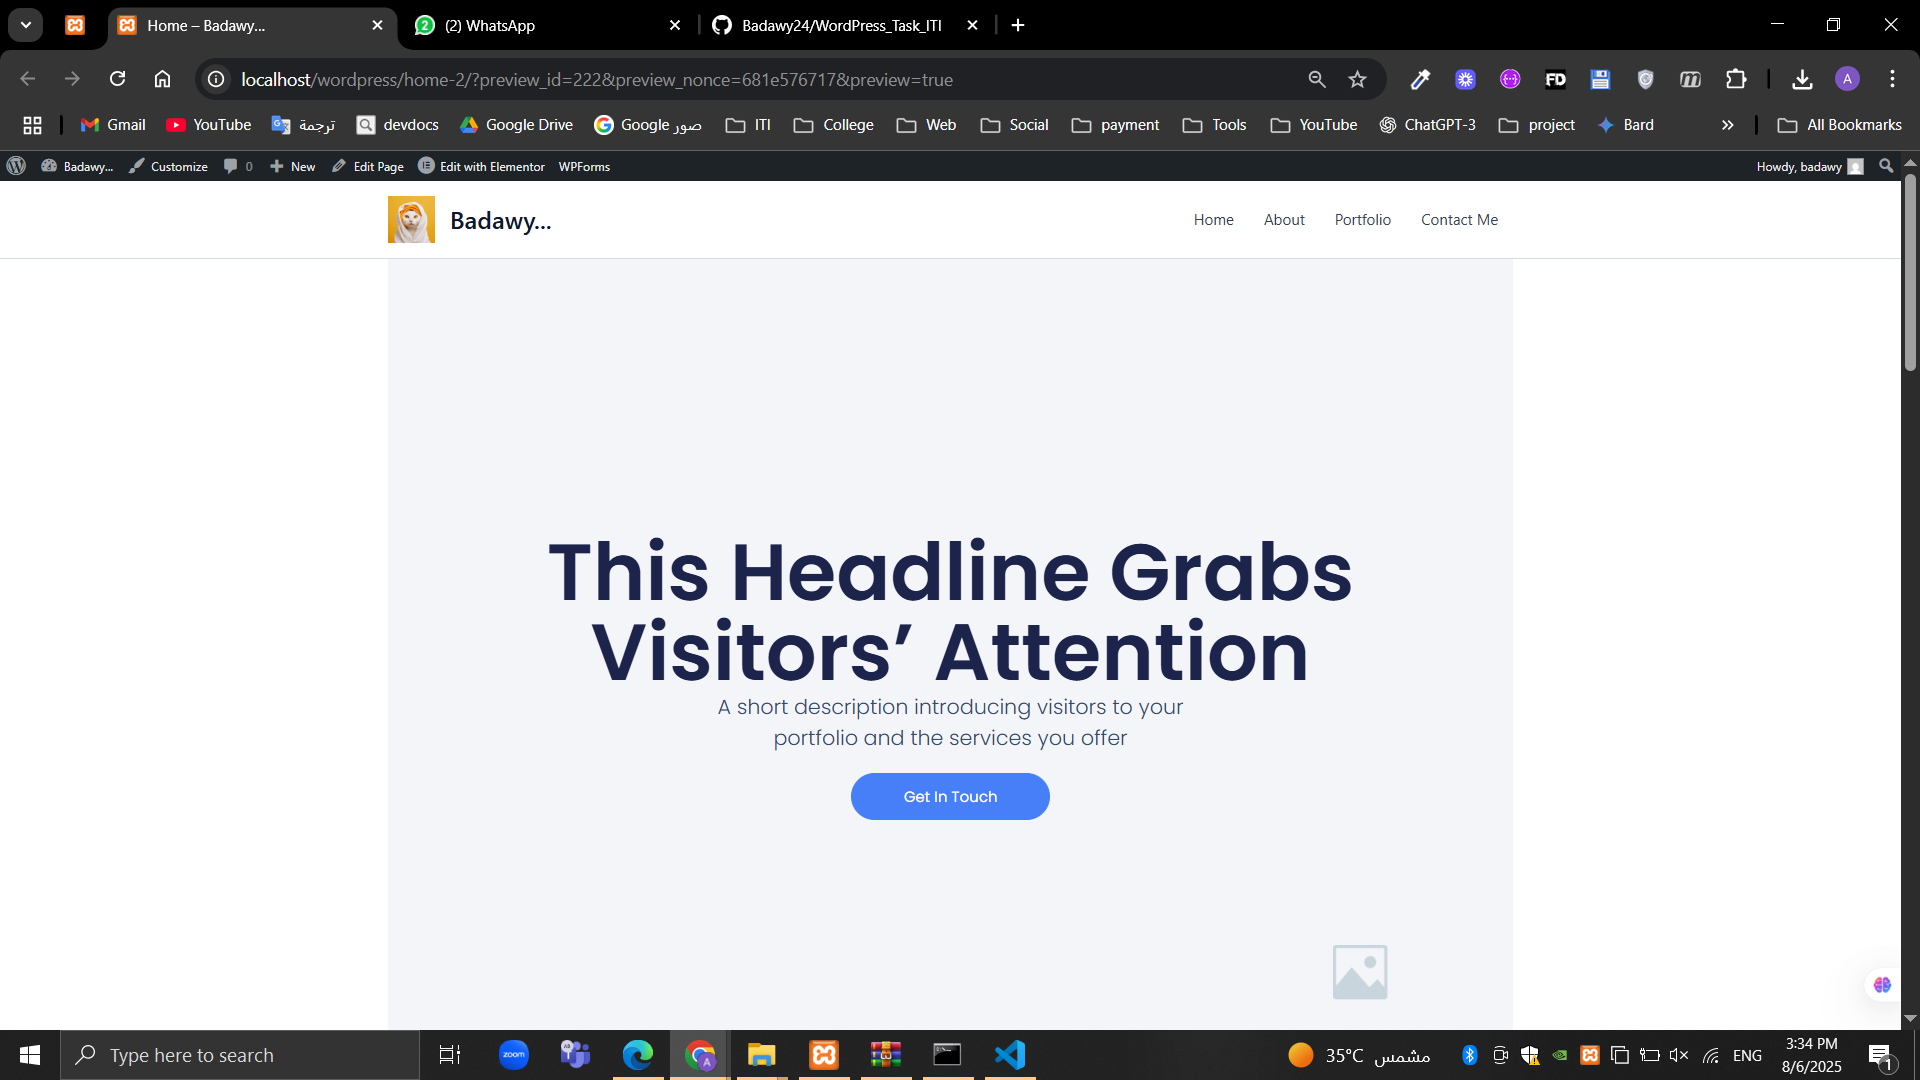 Home – Badawy...
(2) WhatsApp
Badawy24/WordPress_Task_ITI
localhost/wordpress/home-2/?preview_id=222&preview_nonce=681e576717&preview=true
FD
A
Gmail
YouTube
ترجمة
devdocs
Google Drive
Google صور
ITI
College
Web
Social
payment
Tools
YouTube
ChatGPT-3
project
Bard
All Bookmarks
Badawy...
Customize
0
New
Edit Page
Edit with Elementor
WPForms
Howdy, badawy
Badawy...
Home
About
Portfolio
Contact Me
This Headline Grabs
Visitors’ Attention
A short description introducing visitors to your
portfolio and the services you offer
Get In Touch
Type here to search
zoom
35°C مشمس
ENG
3:34 PM
8/6/2025
1